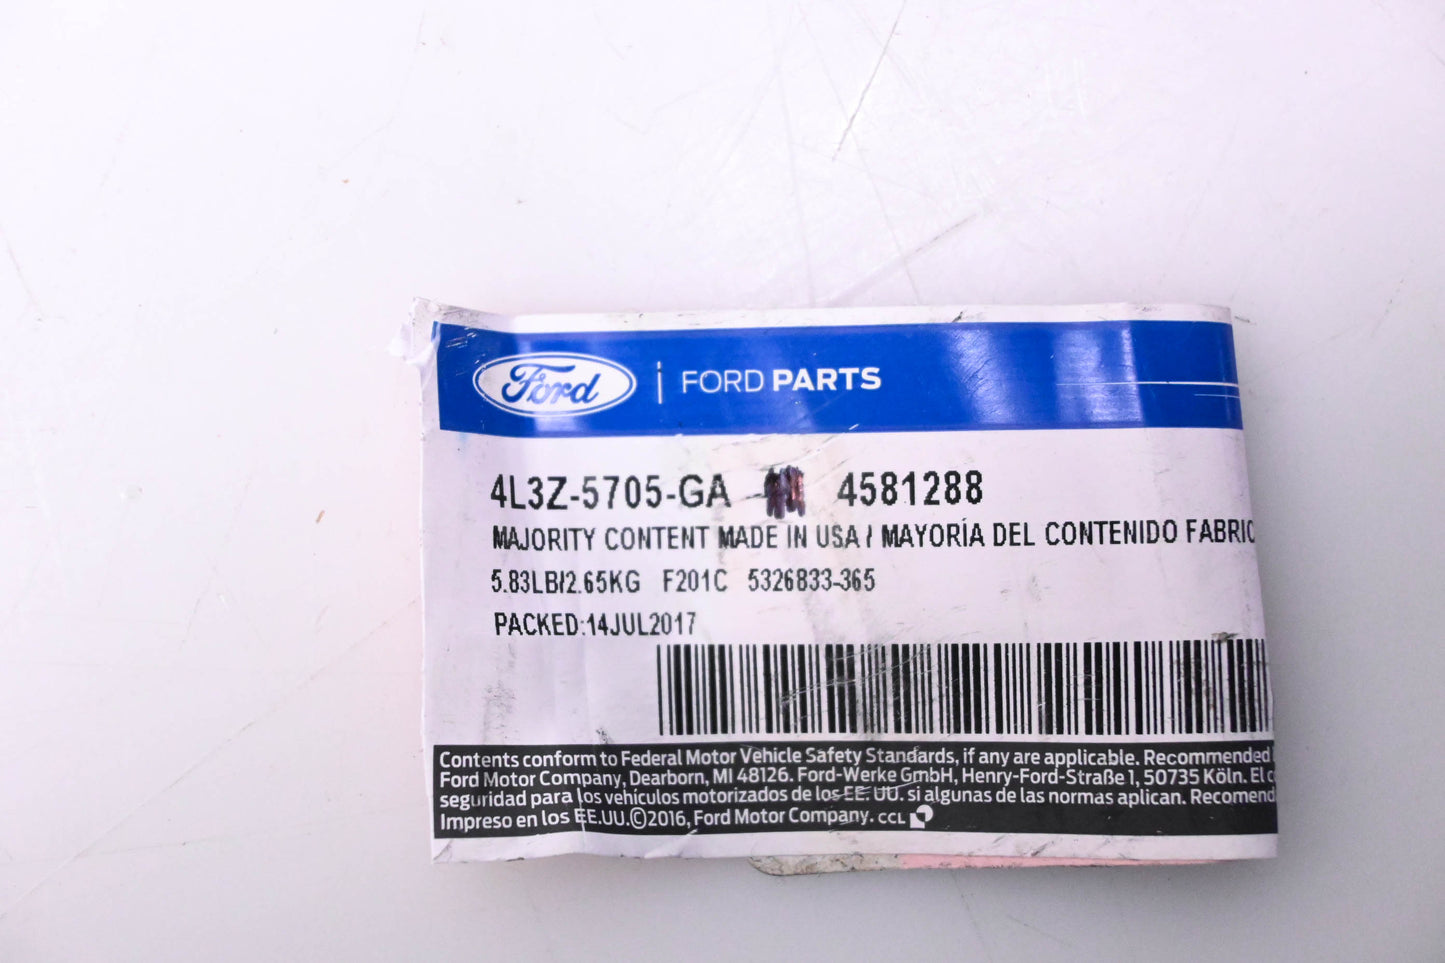 Ford | FORD PARTS
4L3Z-5705-GA 4581288
MAJORITY CONTENT MADE IN USA / MAYORÍA DEL CONTENIDO FABRIC
5.83LB/2.65KG F201C 5326833-365
PACKED:14JUL2017
Contents conform to Federal Motor Vehicle Safety Standards, if any are applicable. Recommended
Ford Motor Company, Dearborn, MI 48126. Ford-Werke GmbH, Henry-Ford-Straße 1, 50735 Köln. El
seguridad para los vehículos motorizados de los EE. UU. si algunas de las normas aplican. Recomend
Impreso en los EE.UU.©2016, Ford Motor Company. CCL